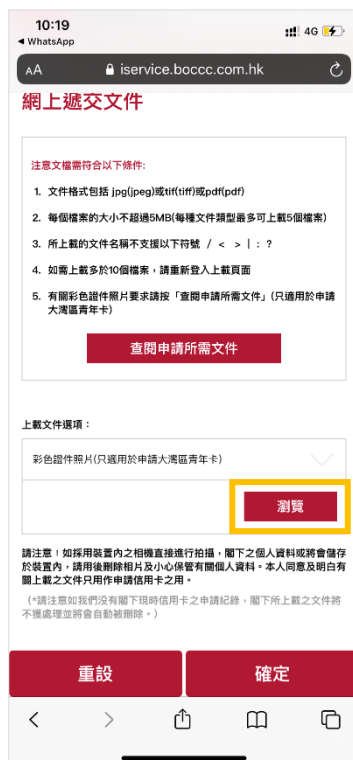 10:19
4G
WhatsApp
AA iservice.boccc.com.hk
網上遞交文件
注意文檔需符合以下條件:
1. 文件格式包括 jpg(jpeg)或tif(tiff)或pdf(pdf)
2. 每個檔案的大小不超過5MB(每種文件類型最多可上載5個檔案)
3. 所上載的文件名稱不支援以下符號 / < > | : ?
4. 如需上載多於10個檔案，請重新登入上載頁面
5. 有關彩色證件照片要求請按「查閱申請所需文件」(只適用於申請
大灣區青年卡)
查閱申請所需文件
上載文件選項：
彩色證件照片(只適用於申請大灣區青年卡)
瀏覽
請注意！如採用裝置內之相機直接進行拍攝，閣下之個人資料或將會儲存
於裝置內，請用後刪除相片及小心保管有關個人資料。本人同意及明白有
關上載之文件只用作申請信用卡之用。
(*請注意如我們沒有閣下現時信用卡之申請紀錄，閣下所上載之文件將
不獲處理並將會自動被刪除。)
重設
確定